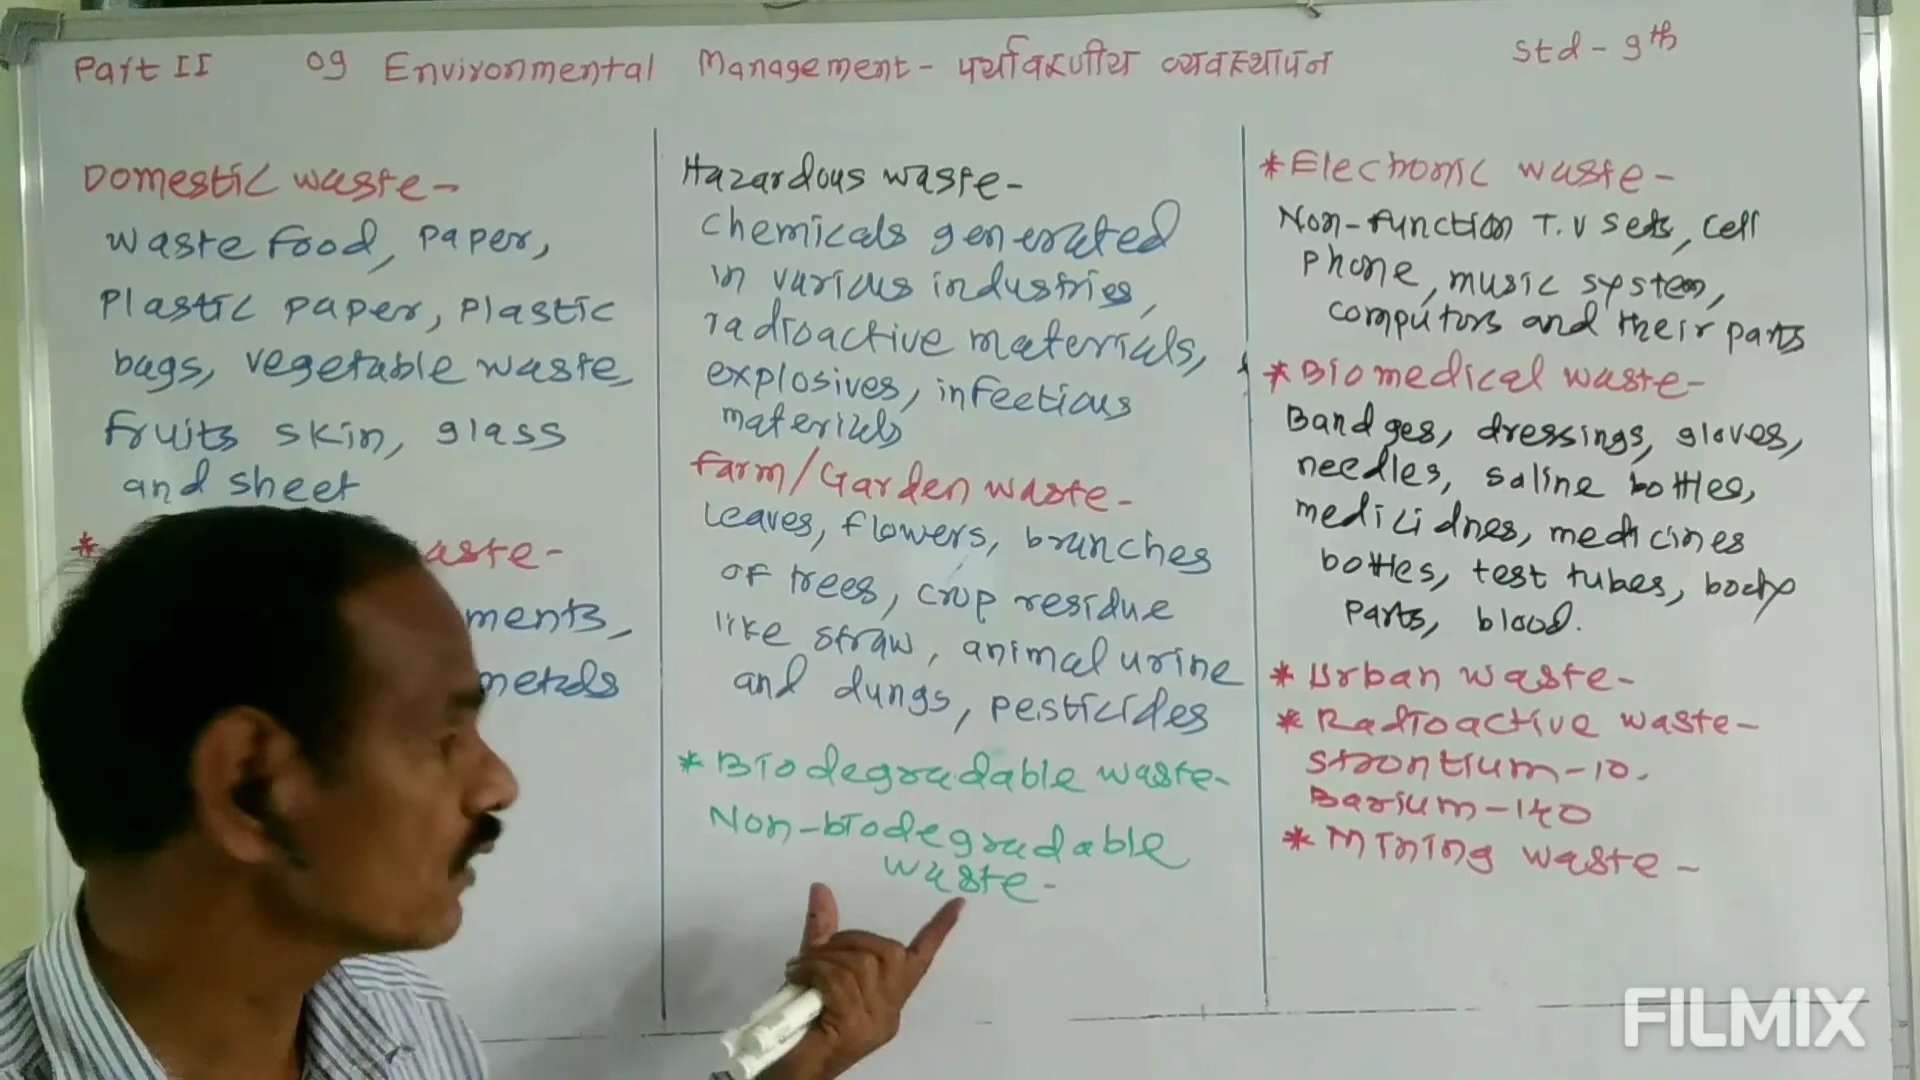 Part II 09 Environmental Management - पर्यावरणीय व्यवस्थापन Std - 9th
Domestic waste-
waste food, paper,
plastic paper, plastic
bags, vegetable waste,
fruits skin, glass
and sheet
*
aste-
ments,
metals
Hazardous waste-
chemicals generated
in various industries,
radioactive materials,
explosives, infectious
materials
farm/Garden waste-
leaves, flowers, branches
of trees, crop residue
like straw, animal urine
and dungs, pesticides
*Biodegradable waste-
Non-biodegradable
waste-
*Electronic waste-
Non-function T.V sets, cell
phone, music system,
computors and their parts
*Biomedical waste-
Bandges, dressings, gloves,
needles, saline bottles,
medicidnes, medicines
bottles, test tubes, body
parts, blood.
*Urban waste-
*Radioactive waste-
Strontium-10.
Barium-140
*Mining waste-
FILMIX